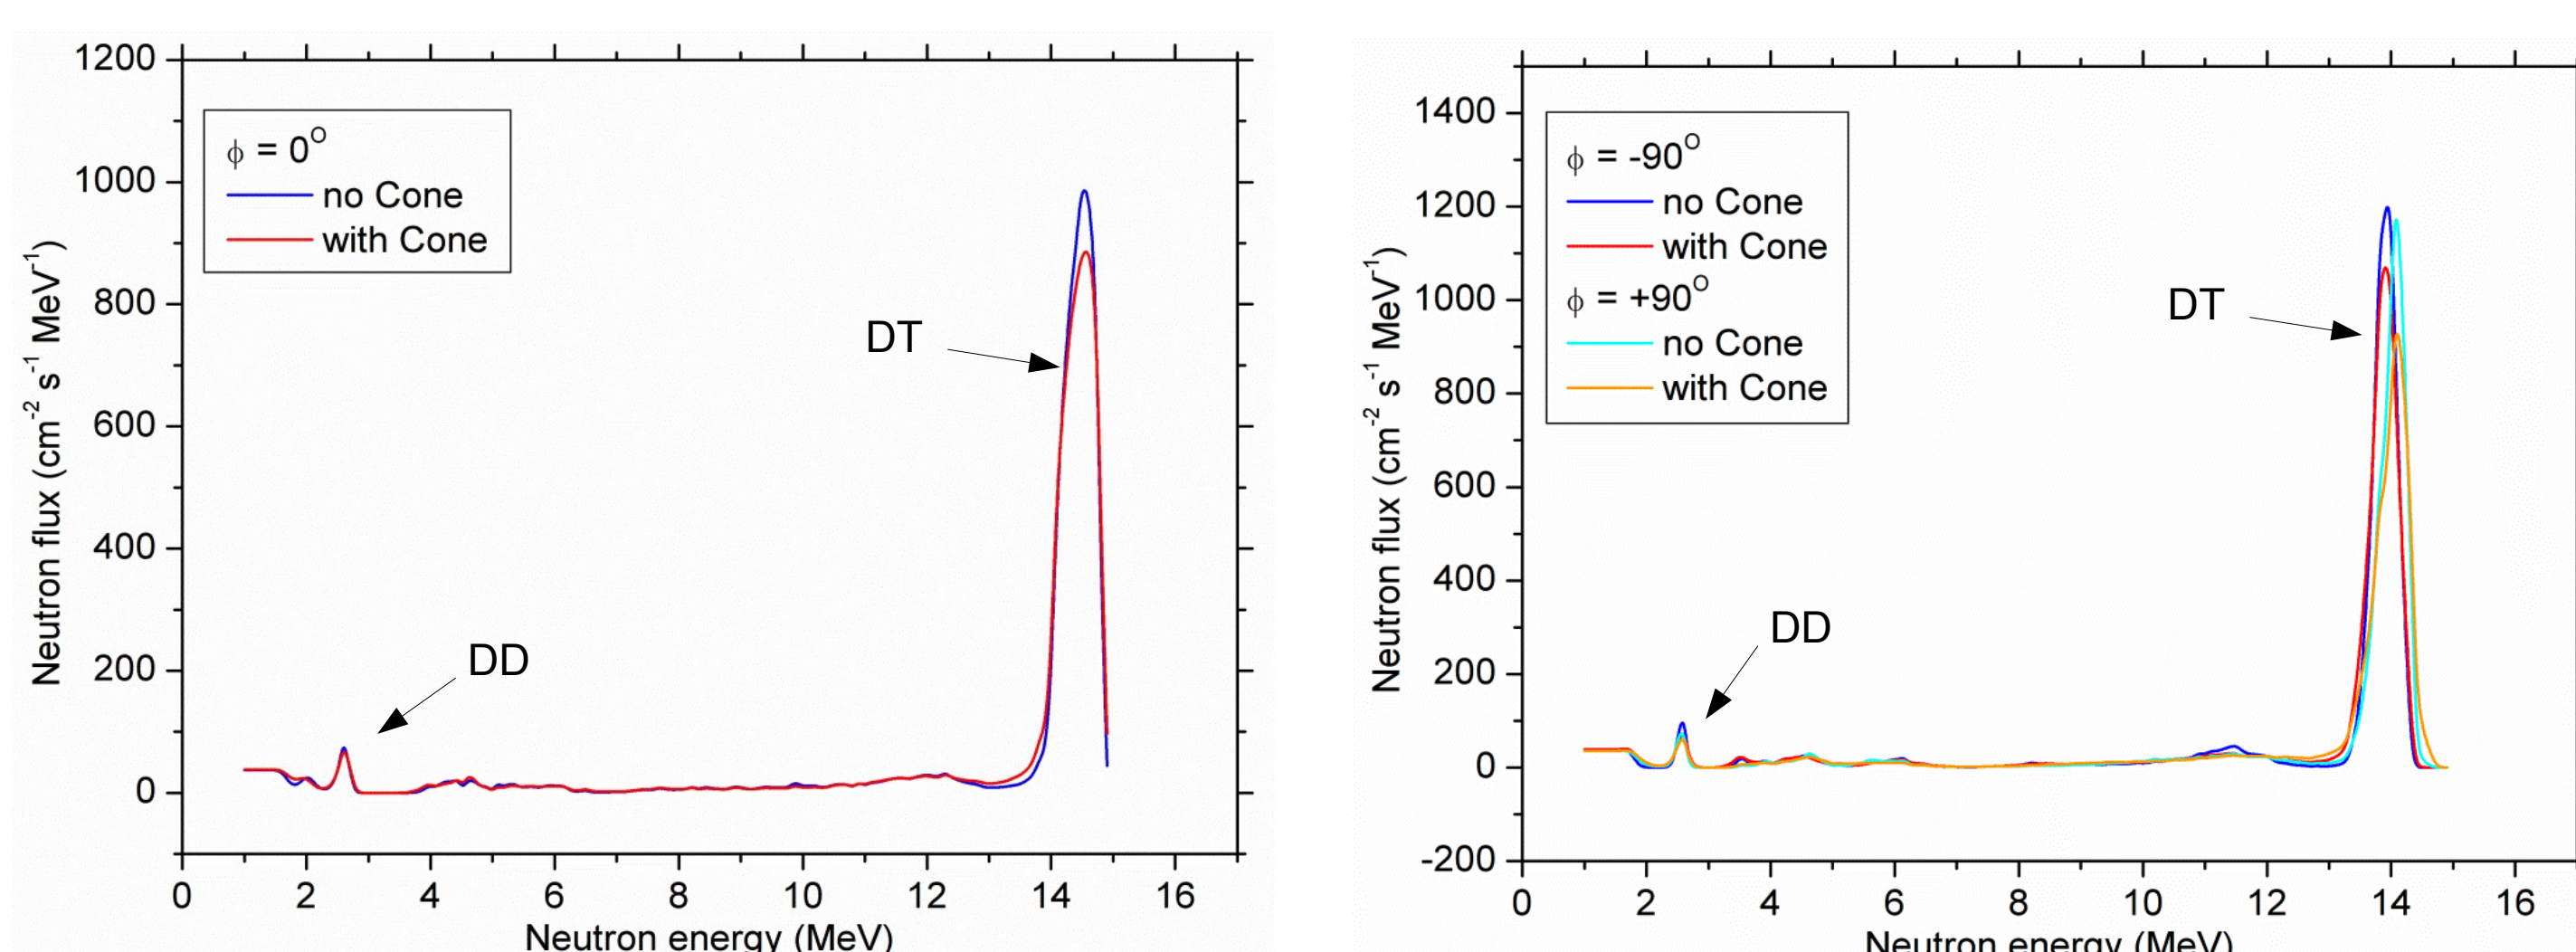 1200
1000
800
600
400
200
0
Neutron flux (cm⁻² s⁻¹ MeV⁻¹)
ϕ = 0ᴼ
no Cone
with Cone
DT
DD
0 2 4 6 8 10 12 14 16
Neutron energy (MeV)
1400
1200
1000
800
600
400
200
0
-200
Neutron flux (cm⁻² s⁻¹ MeV⁻¹)
ϕ = -90ᴼ
no Cone
with Cone
ϕ = +90ᴼ
no Cone
with Cone
DT
DD
0 2 4 6 8 10 12 14 16
Neutron energy (MeV)